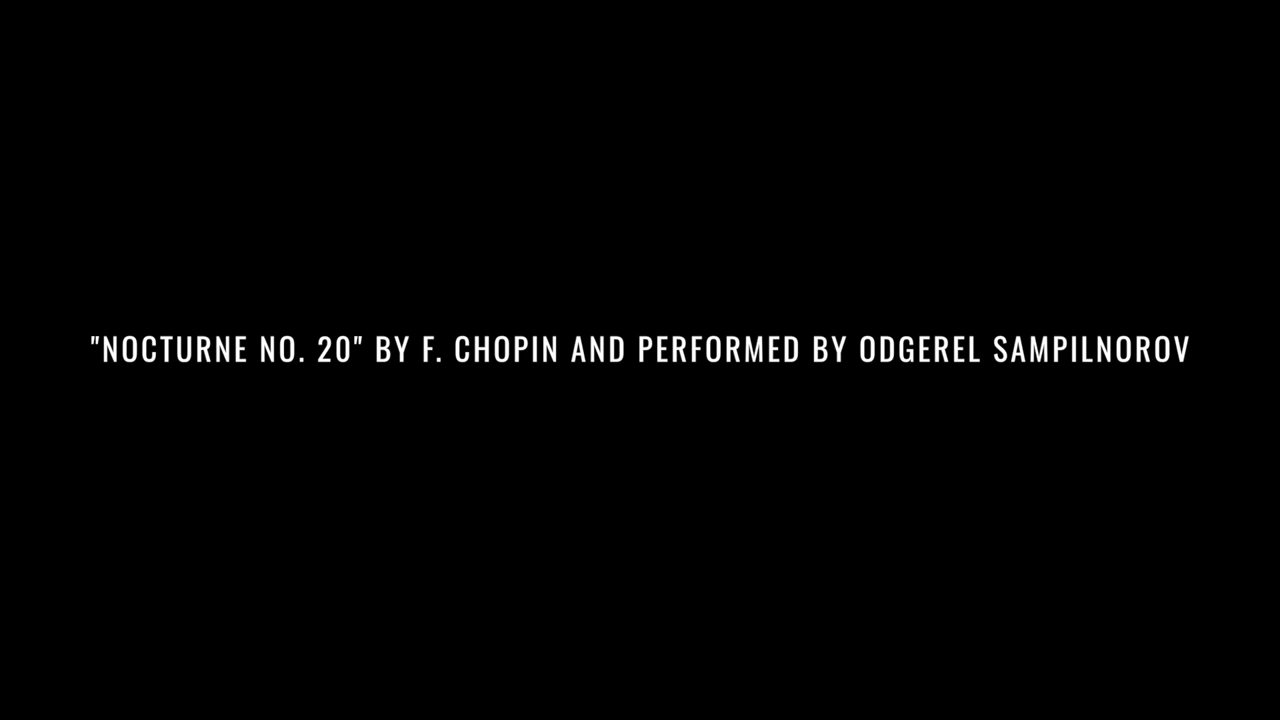 "NOCTURNE NO. 20" BY F. CHOPIN AND PERFORMED BY ODGEREL SAMPILNOROV